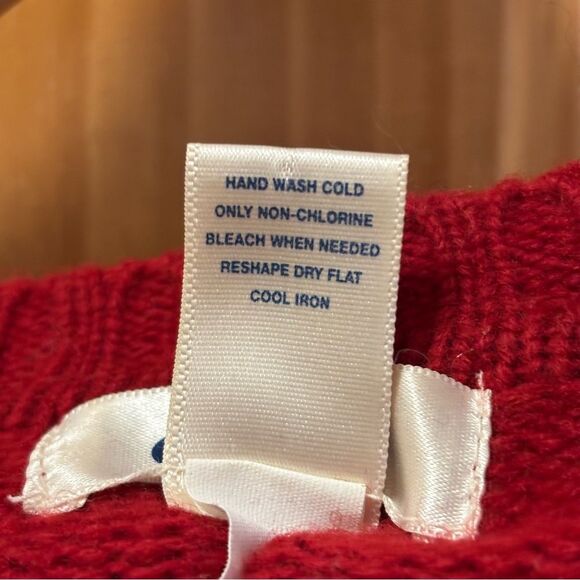 HAND WASH COLD
ONLY NON-CHLORINE
BLEACH WHEN NEEDED
RESHAPE DRY FLAT
COOL IRON